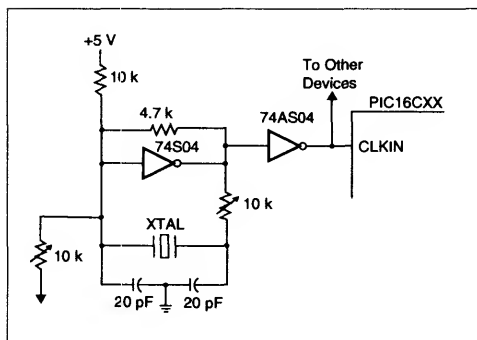 +5 V
10 k
To Other
Devices
4.7 k
74AS04
PIC16CXX
74S04
CLKIN
10 k
XTAL
10 k
20 pF
20 pF